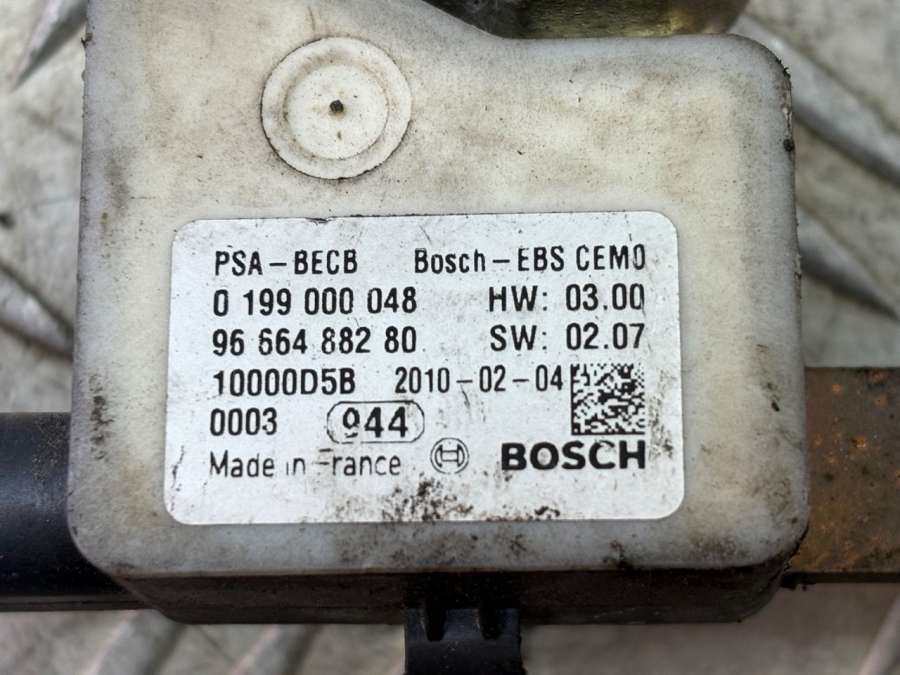 PSA-BECB Bosch-EBS CEM0
0 199 000 048 HW: 03.00
96 664 882 80 SW: 02.07
10000D5B 2010-02-04
0003 944
Made in France BOSCH